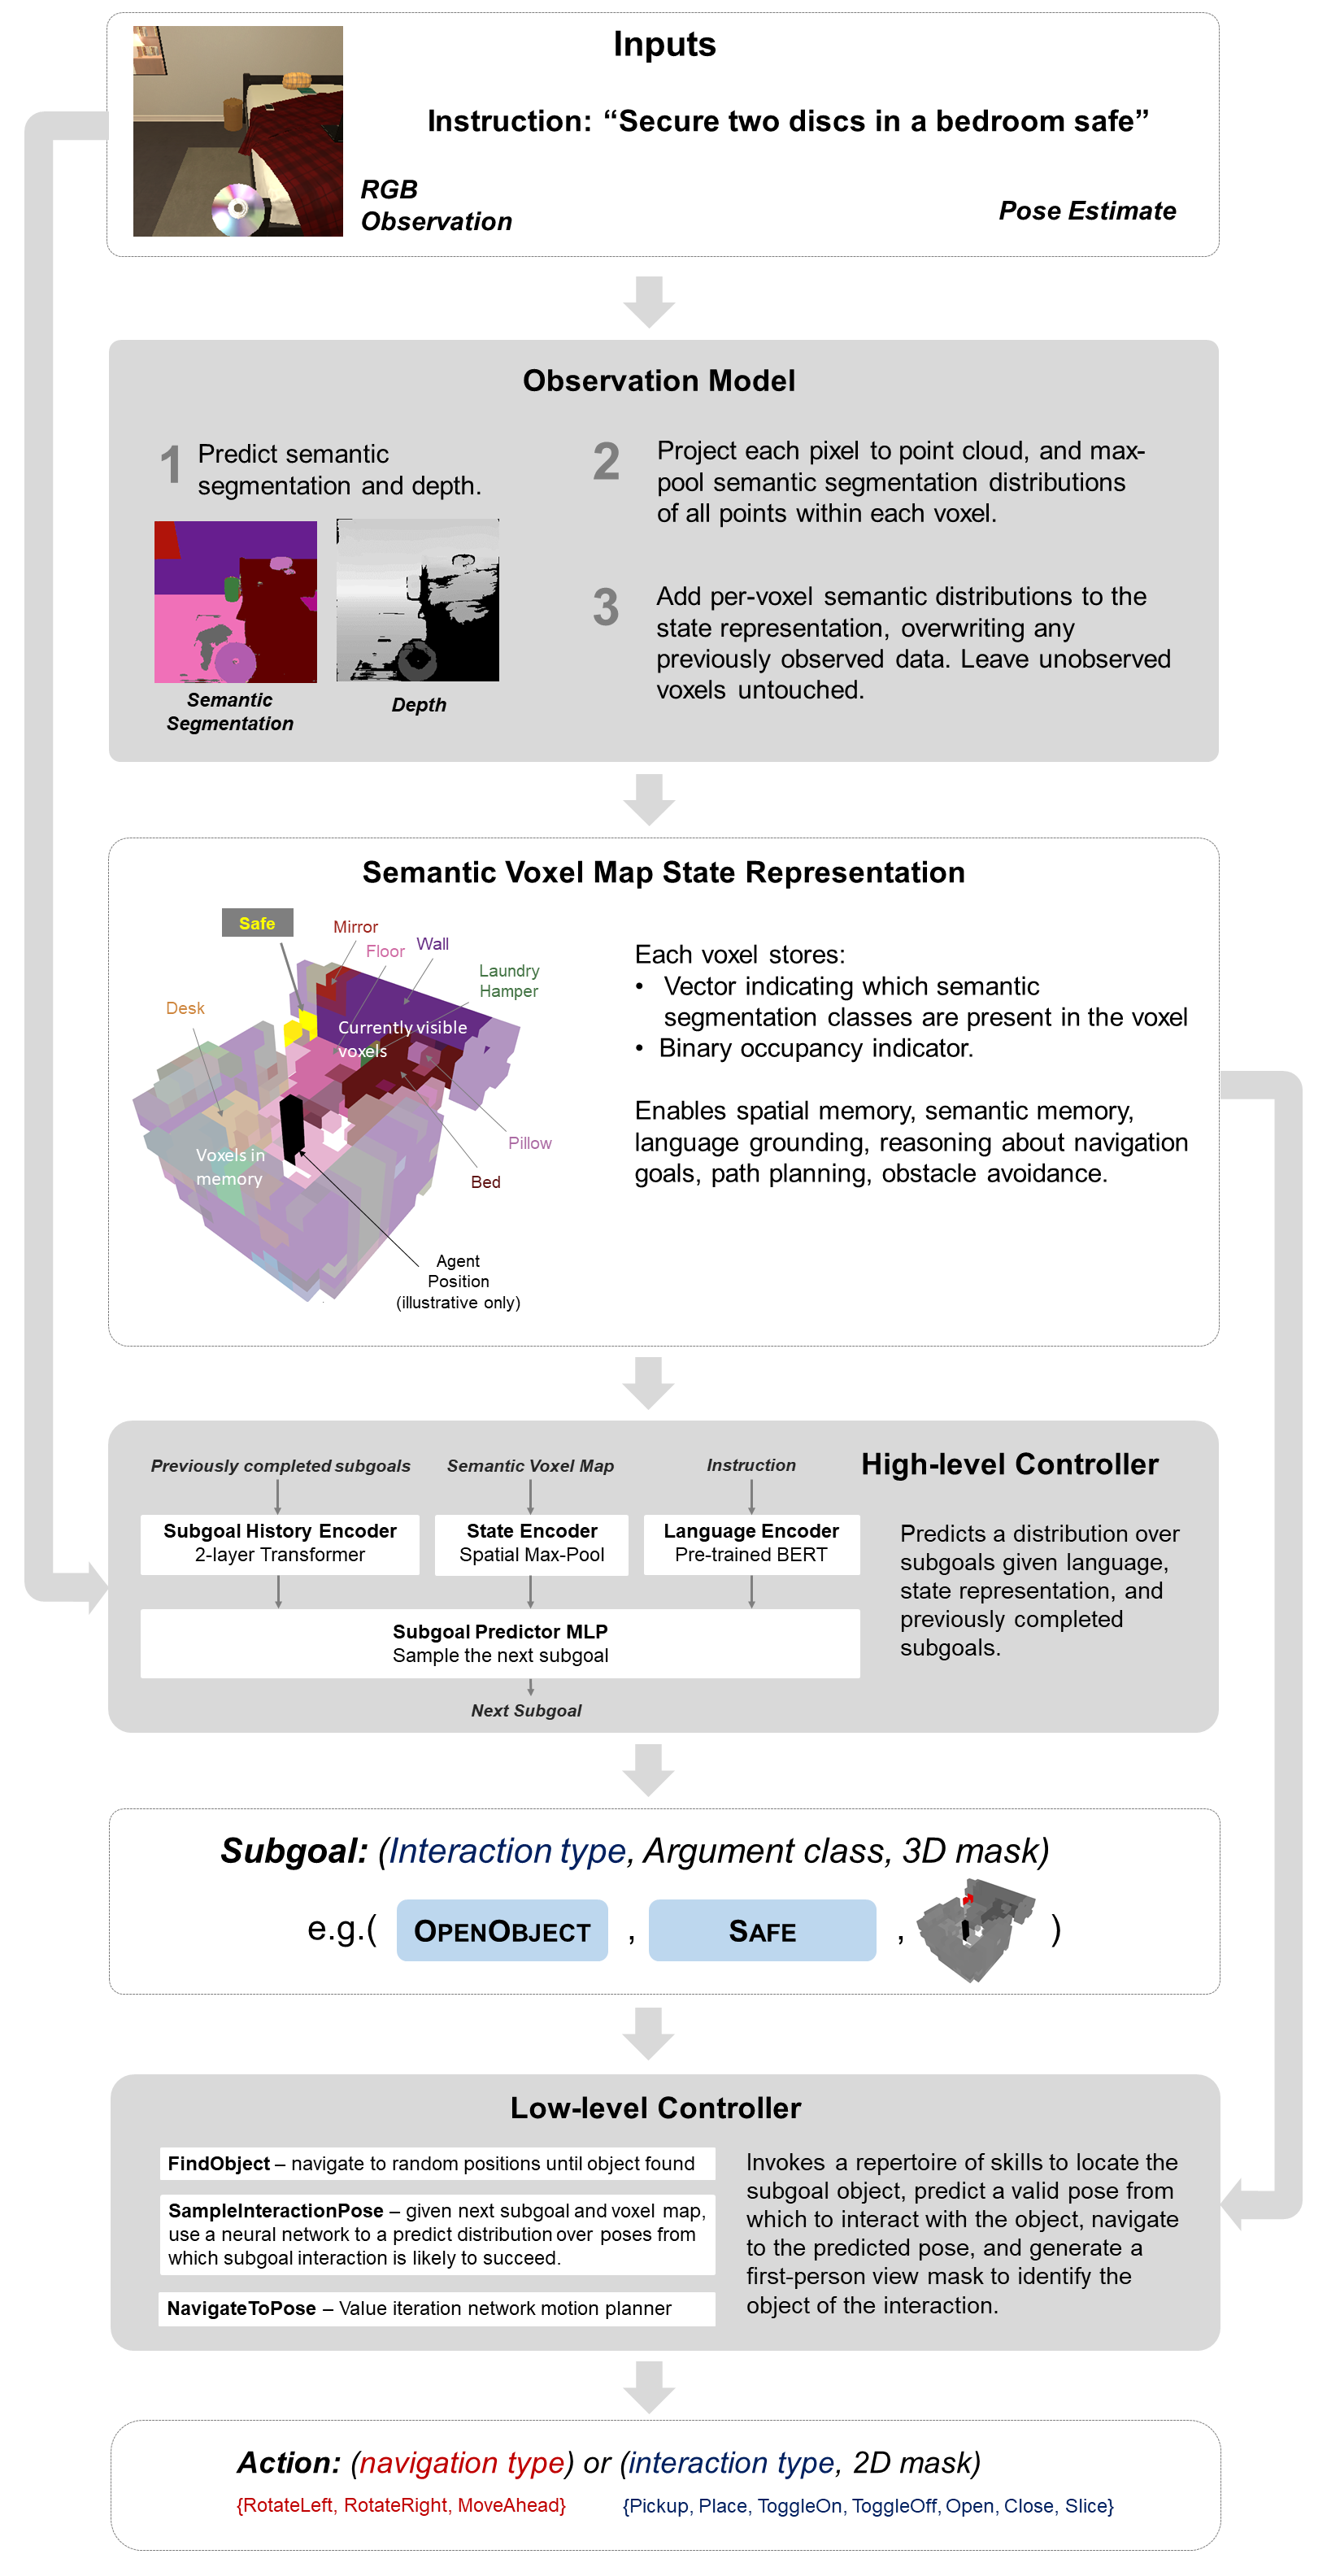 Inputs
Instruction: “Secure two discs in a bedroom safe”
RGB
Observation
Pose Estimate
Observation Model
1 Predict semantic
segmentation and depth.
Semantic
Segmentation
Depth
2 Project each pixel to point cloud, and max-
pool semantic segmentation distributions
of all points within each voxel.
3 Add per-voxel semantic distributions to the
state representation, overwriting any
previously observed data. Leave unobserved
voxels untouched.
Semantic Voxel Map State Representation
Safe
Mirror
Floor
Wall
Laundry
Hamper
Desk
Currently visible
voxels
Voxels in
memory
Pillow
Bed
Agent
Position
(illustrative only)
Each voxel stores:
• Vector indicating which semantic
segmentation classes are present in the voxel
• Binary occupancy indicator.
Enables spatial memory, semantic memory,
language grounding, reasoning about navigation
goals, path planning, obstacle avoidance.
High-level Controller
Previously completed subgoals
Semantic Voxel Map
Instruction
Subgoal History Encoder
2-layer Transformer
State Encoder
Spatial Max-Pool
Language Encoder
Pre-trained BERT
Subgoal Predictor MLP
Sample the next subgoal
Next Subgoal
Predicts a distribution over
subgoals given language,
state representation, and
previously completed
subgoals.
Subgoal: (Interaction type, Argument class, 3D mask)
e.g.( OPENOBJECT , SAFE , )
Low-level Controller
FindObject – navigate to random positions until object found
SampleInteractionPose – given next subgoal and voxel map,
use a neural network to a predict distribution over poses from
which subgoal interaction is likely to succeed.
NavigateToPose – Value iteration network motion planner
Invokes a repertoire of skills to locate the
subgoal object, predict a valid pose from
which to interact with the object, navigate
to the predicted pose, and generate a
first-person view mask to identify the
object of the interaction.
Action: (navigation type) or (interaction type, 2D mask)
{RotateLeft, RotateRight, MoveAhead}
{Pickup, Place, ToggleOn, ToggleOff, Open, Close, Slice}